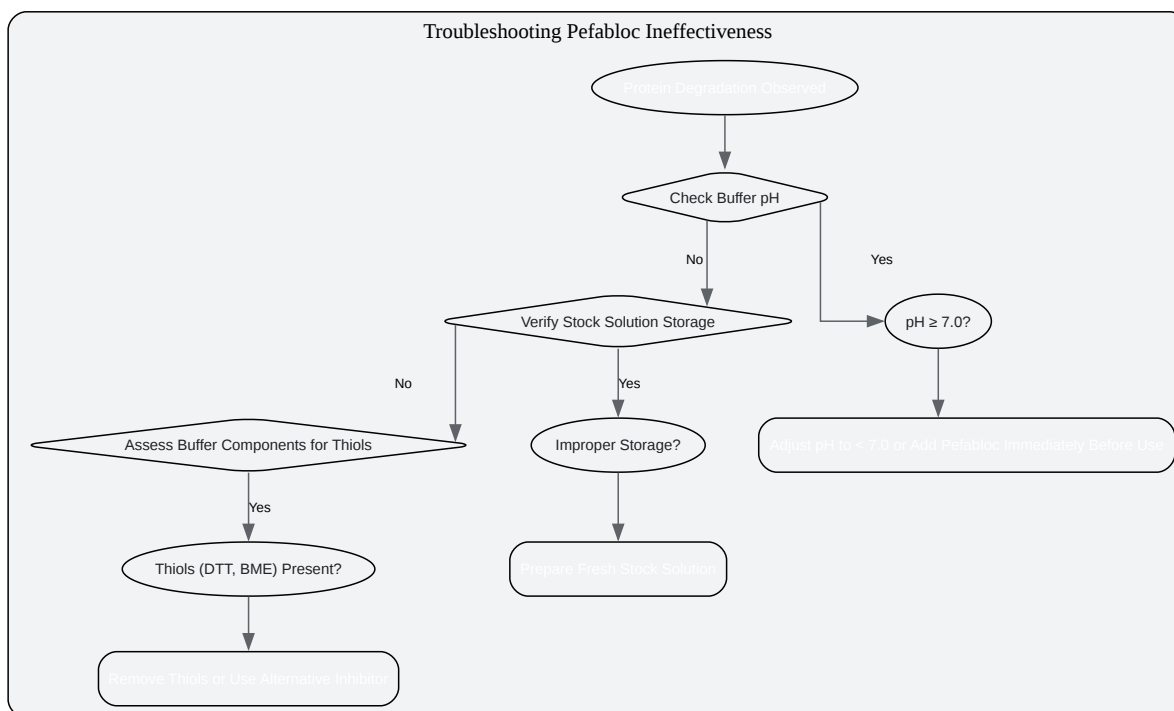 Troubleshooting Pefabloc Ineffectiveness
Protein Degradation Observed
Check Buffer pH
No
Yes
Verify Stock Solution Storage
pH ≥ 7.0?
No
Yes
Assess Buffer Components for Thiols
Improper Storage?
Adjust pH to < 7.0 or Add Pefabloc Immediately Before Use
Yes
Thiols (DTT, BME) Present?
Prepare Fresh Stock Solution
Remove Thiols or Use Alternative Inhibitor